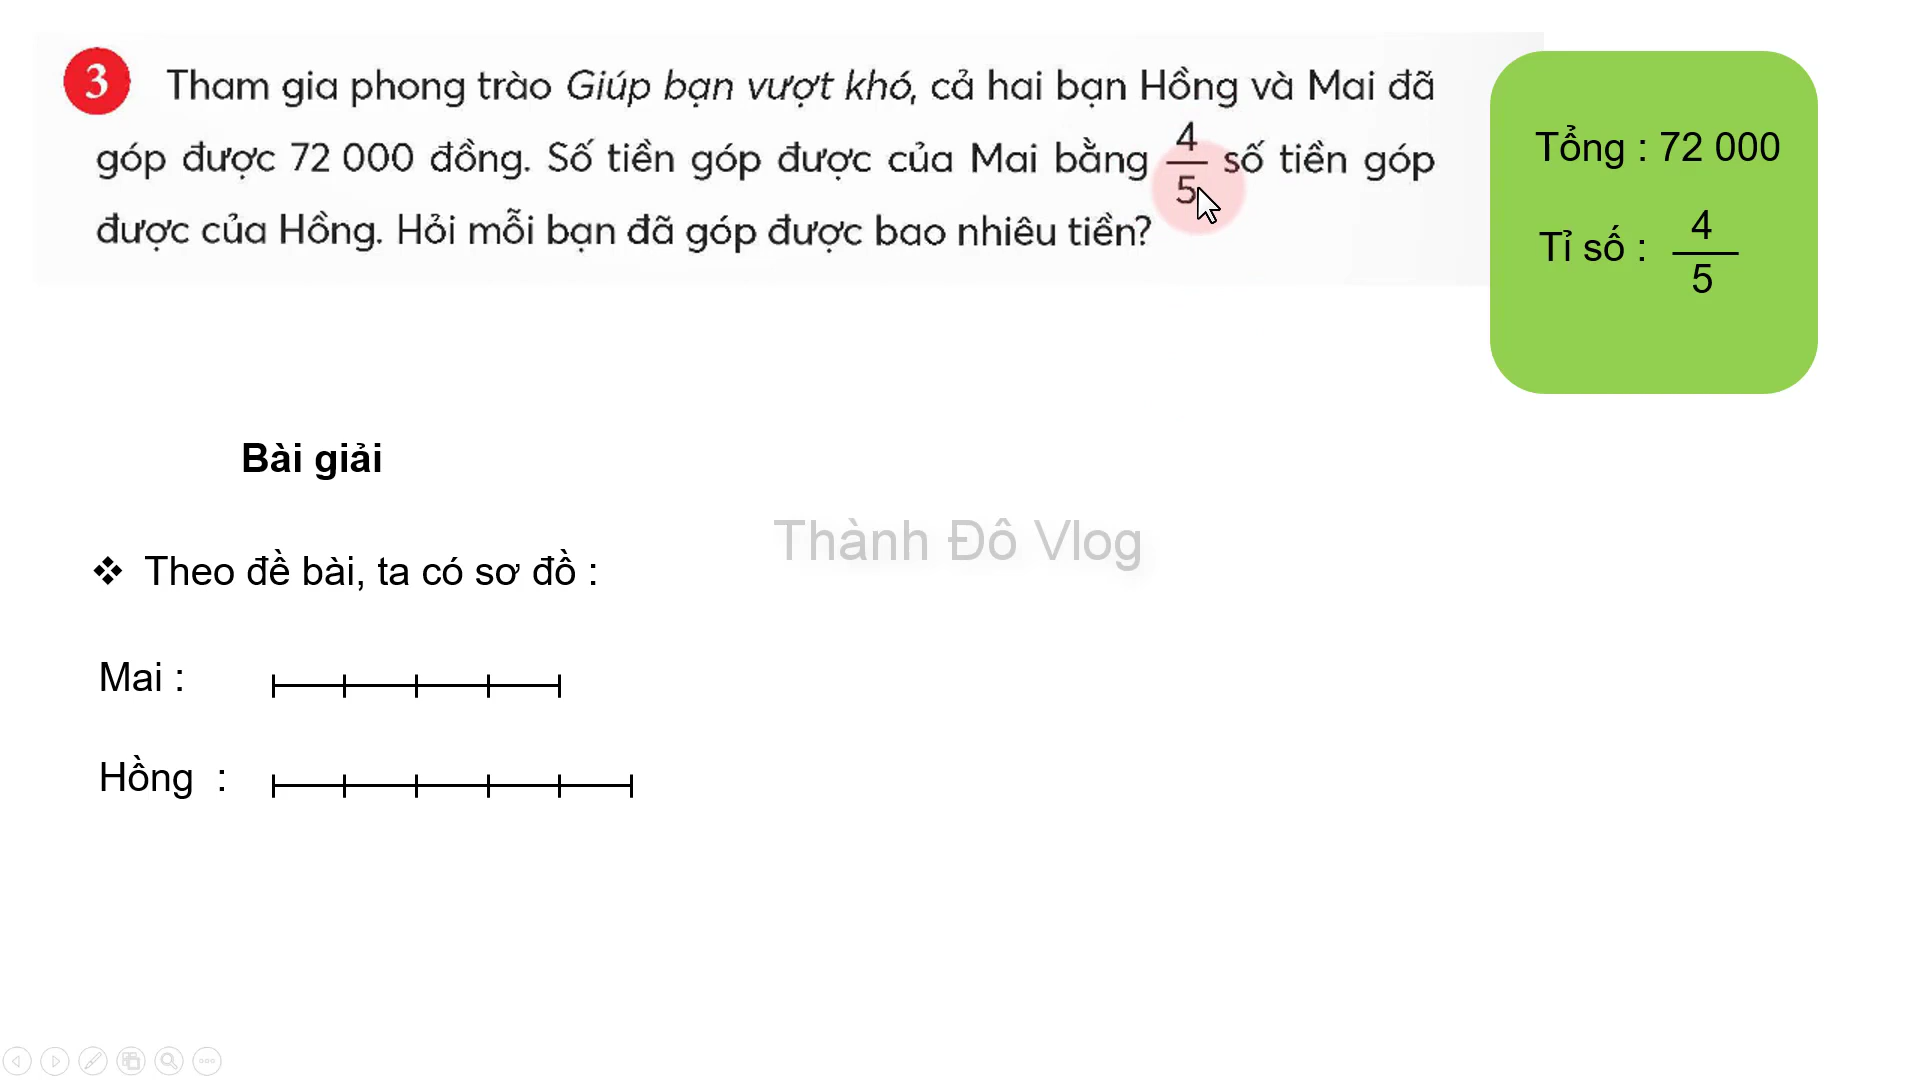 3 Tham gia phong trào Giúp bạn vượt khó, cả hai bạn Hồng và Mai đã
góp được 72 000 đồng. Số tiền góp được của Mai bằng 4/5 số tiền góp
được của Hồng. Hỏi mỗi bạn đã góp được bao nhiêu tiền?
Tổng : 72 000
Tỉ số : 4/5
Bài giải
Thành Đô Vlog
❖ Theo đề bài, ta có sơ đồ :
Mai :
Hồng :